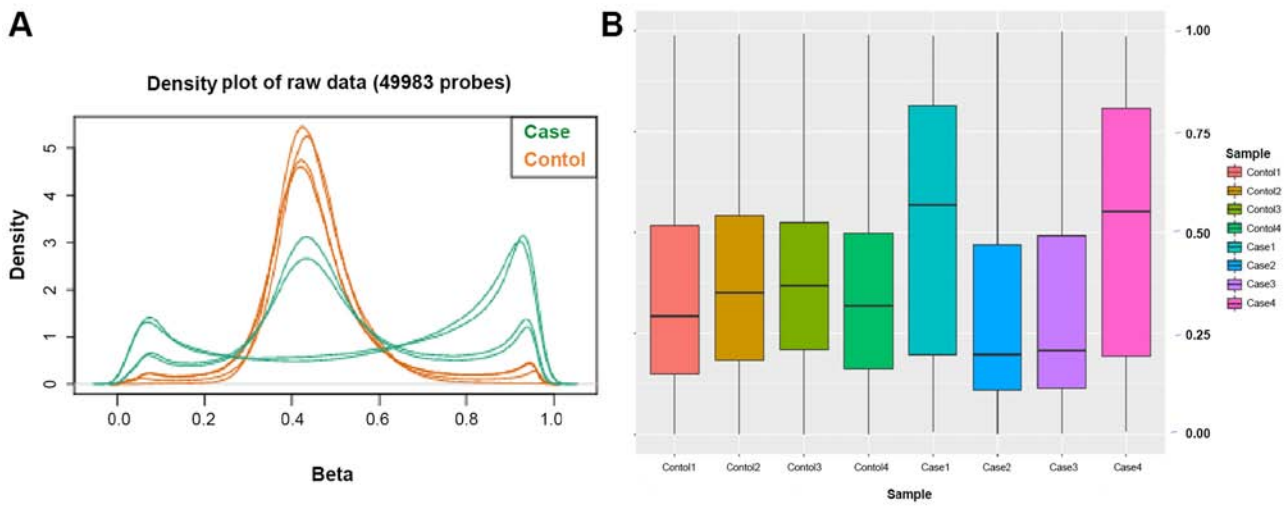 A
Density plot of raw data (49983 probes)
Case
Contol
Density
5
4
3
2
1
0
0.0 0.2 0.4 0.6 0.8 1.0
Beta
B
1.00
0.75
0.50
0.25
0.00
Contol1 Contol2 Contol3 Contol4 Case1 Case2 Case3 Case4
Sample
Sample
Contol1
Contol2
Contol3
Contol4
Case1
Case2
Case3
Case4